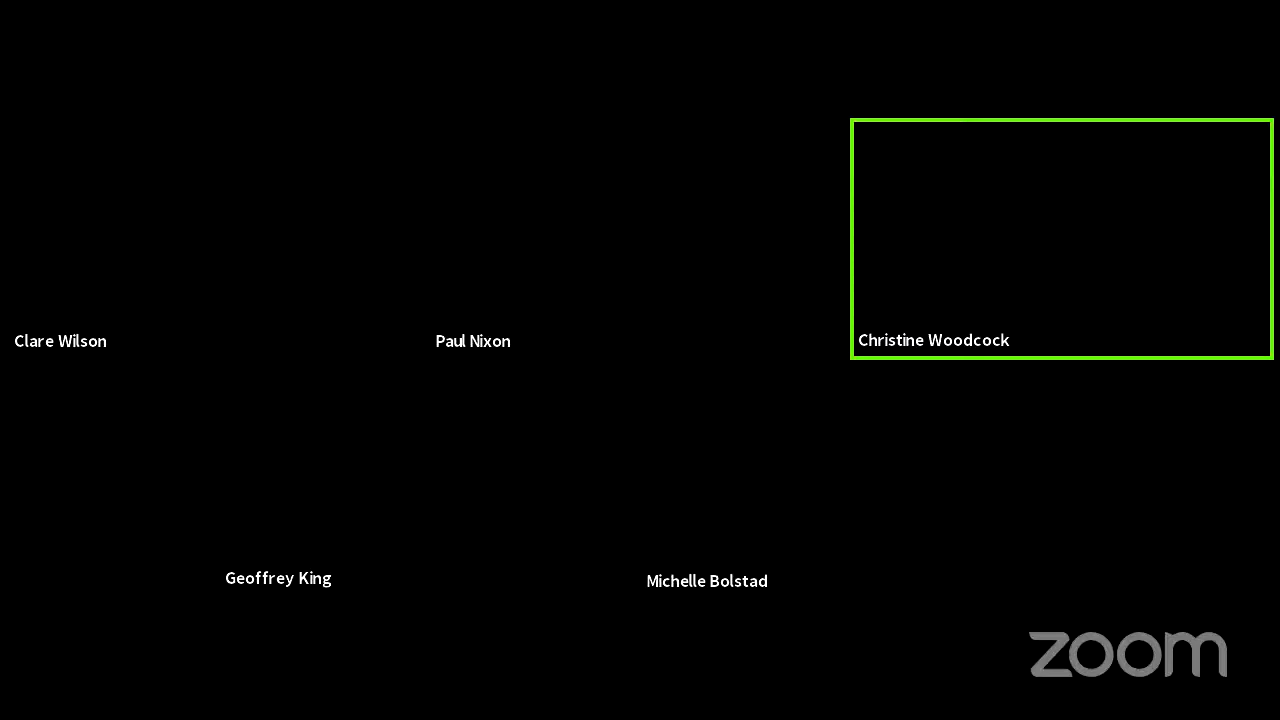 Clare Wilson
Paul Nixon
Christine Woodcock
Geoffrey King
Michelle Bolstad
zoom